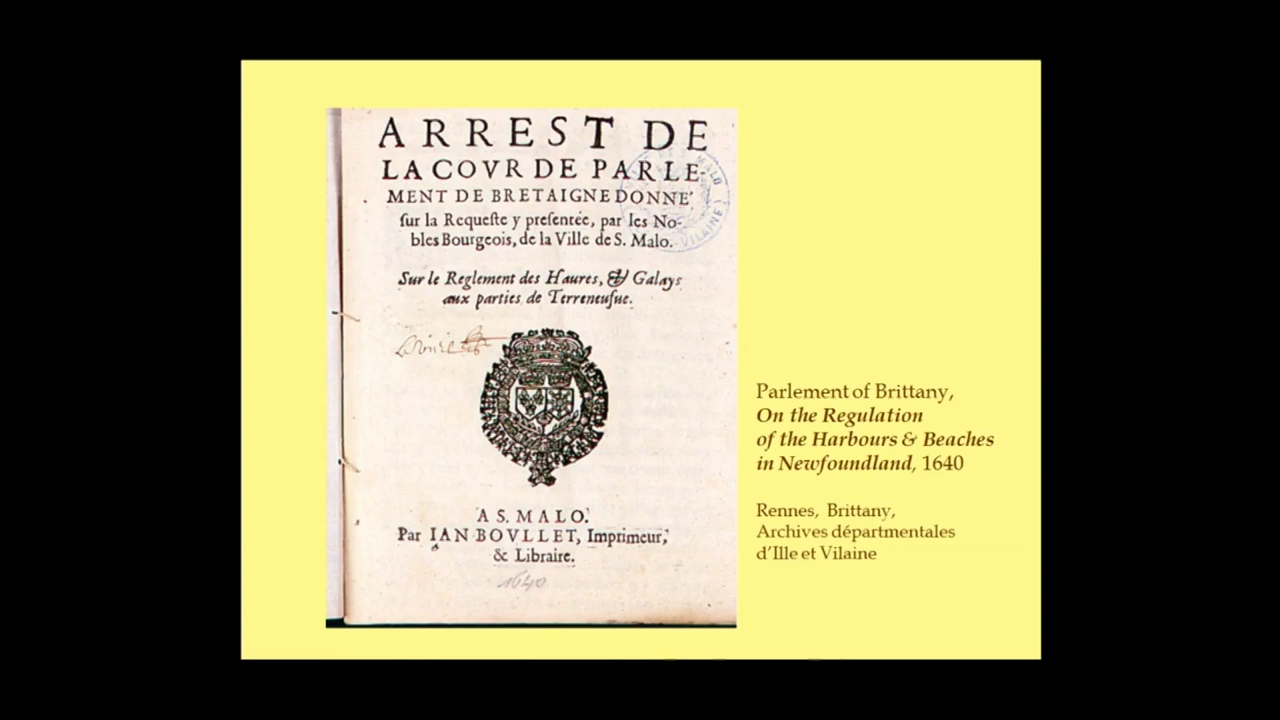 ARREST DE
LA COVR DE PARLE-
MENT DE BRETAIGNE DONNE'
ſur la Requeſte y preſentée, par les No-
bles Bourgeois, de la Ville de S. Malo.
Sur le Reglement des Haures, & Galays
aux parties de Terreneufue.
A S. MALO.
Par IAN BOVLLET, Imprimeur,
& Libraire.
1640
MALO
-VILAINE)
Parlement of Brittany,
On the Regulation
of the Harbours & Beaches
in Newfoundland, 1640
Rennes, Brittany,
Archives départmentales
d'Ille et Vilaine